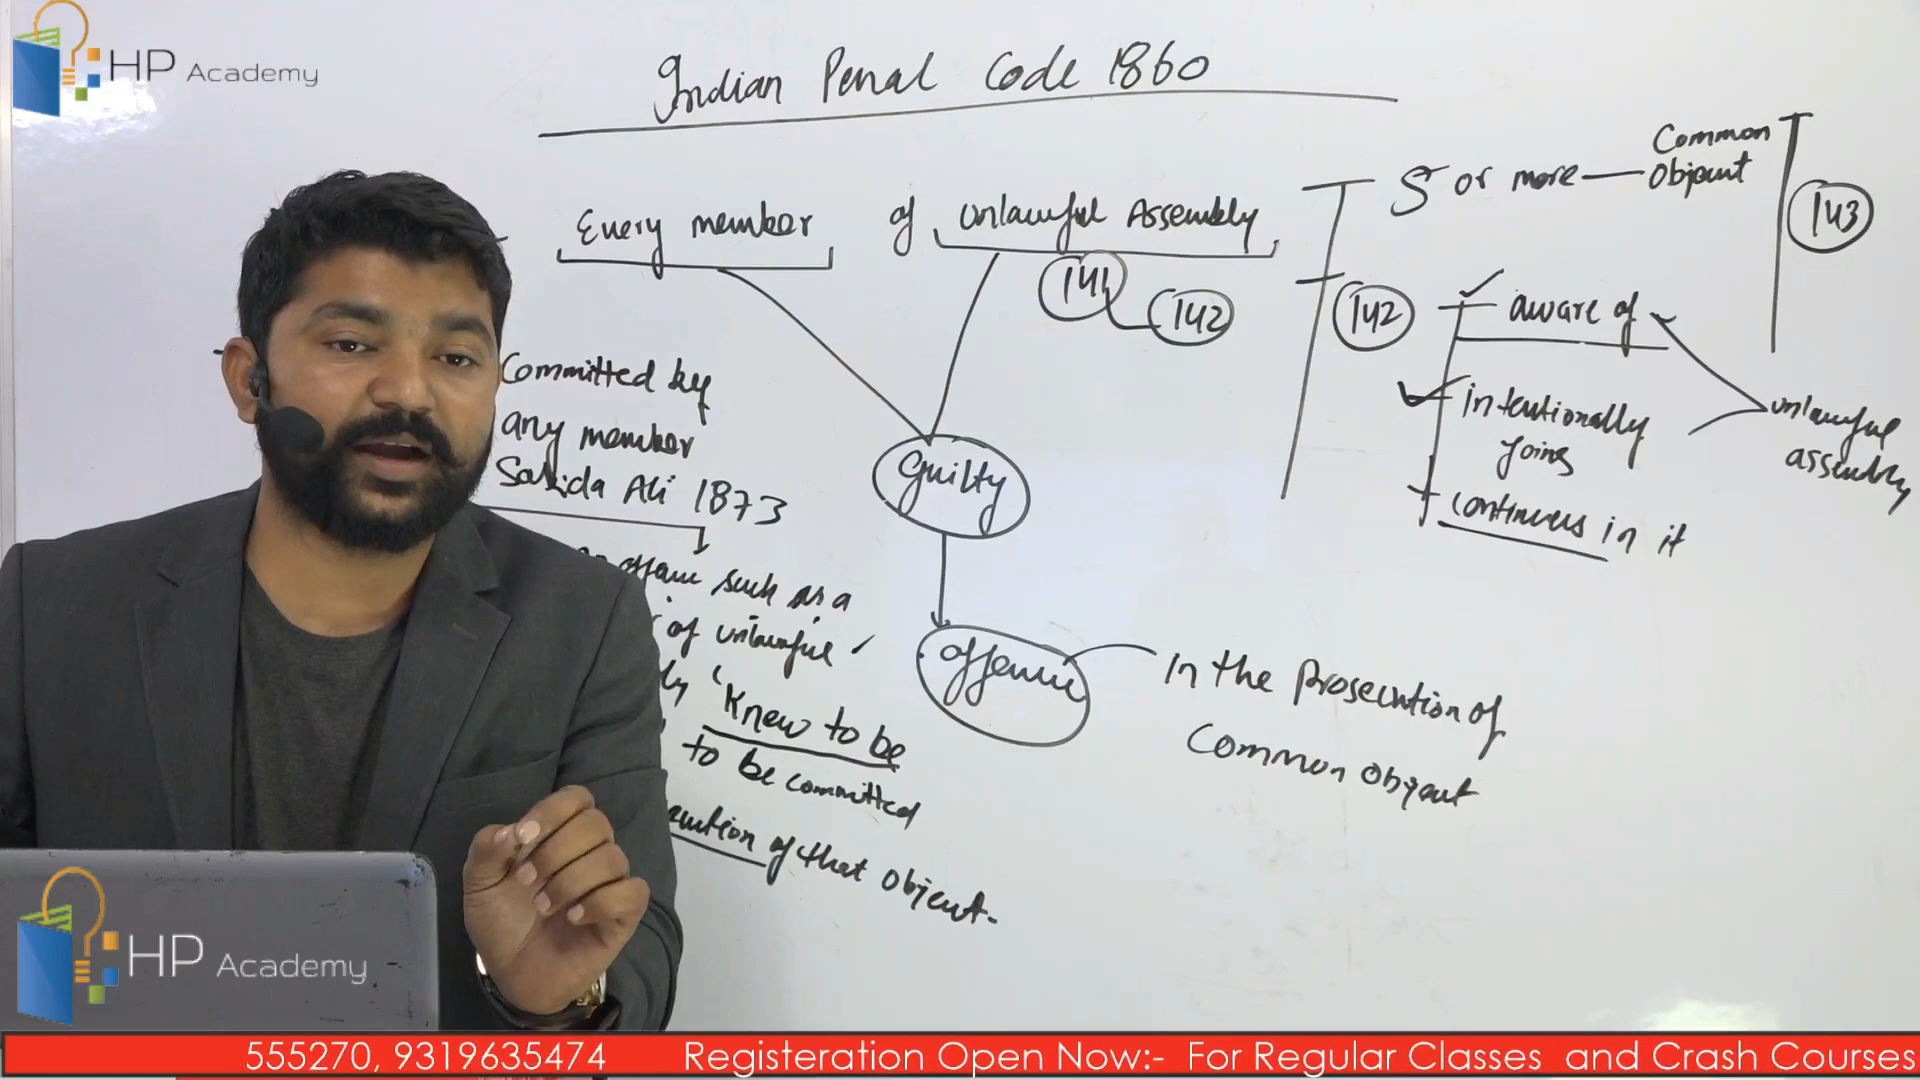 HP Academy
Indian Penal Code 1860
Every member of unlawful Assembly
141
142
5 or more — Common
Object
143
142
aware of
intentionally
joins
continues in it
unlawful
assembly
Committed by
any member
Sabida Ali 1873
offence such as a
of unlawful
Knew to be
to be committed
of that object.
Guilty
offence
in the Prosecution of
Common Object
HP Academy
555270, 9319635474 Registeration Open Now:- For Regular Classes and Crash Courses